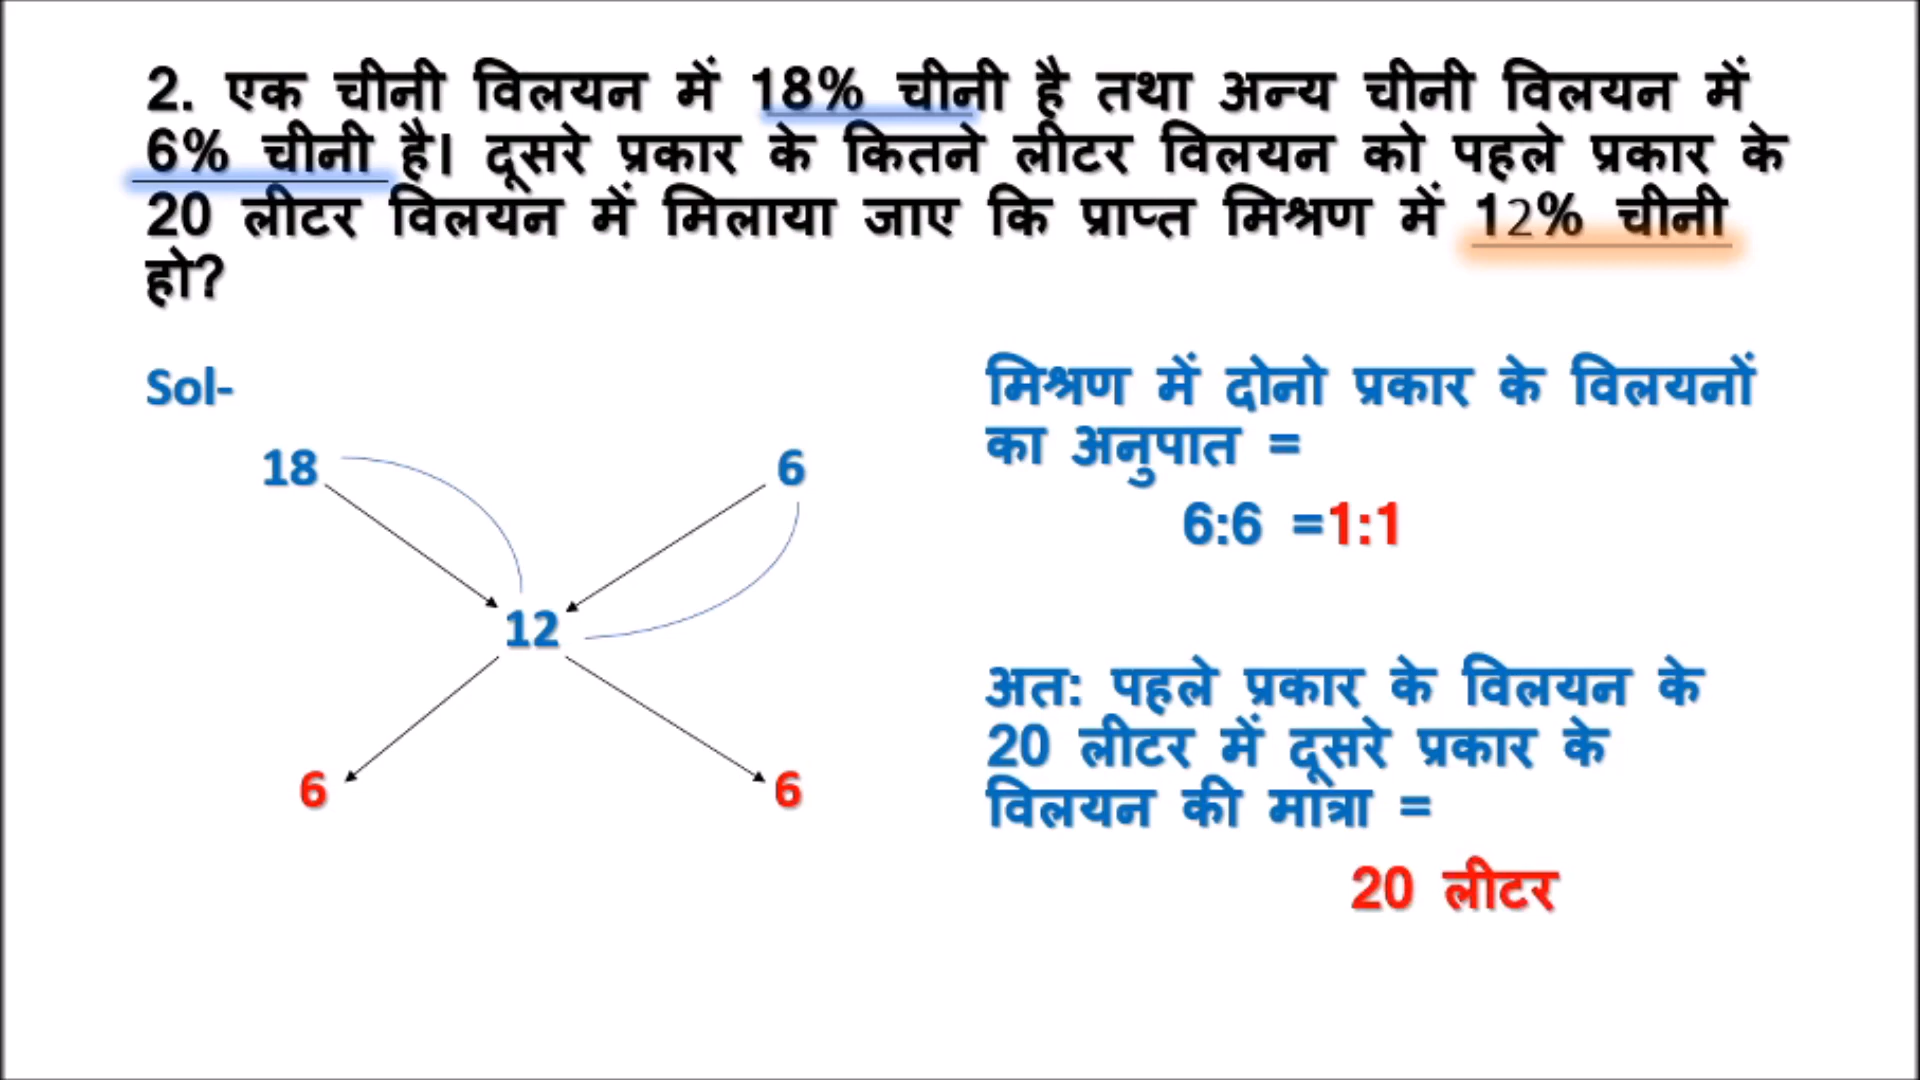 2. एक चीनी विलयन में 18% चीनी है तथा अन्य चीनी विलयन में
6% चीनी है। दूसरे प्रकार के कितने लीटर विलयन को पहले प्रकार के
20 लीटर विलयन में मिलाया जाए कि प्राप्त मिश्रण में 12% चीनी
हो?
Sol-
18
6
12
6
6
मिश्रण में दोनो प्रकार के विलयनों
का अनुपात =
6:6 =1:1
अत: पहले प्रकार के विलयन के
20 लीटर में दूसरे प्रकार के
विलयन की मात्रा =
20 लीटर